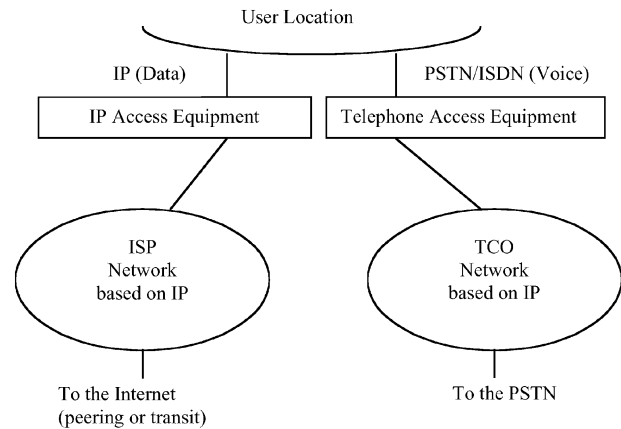 User Location
IP (Data)
PSTN/ISDN (Voice)
IP Access Equipment
Telephone Access Equipment
ISP
Network
based on IP
TCO
Network
based on IP
To the Internet
(peering or transit)
To the PSTN